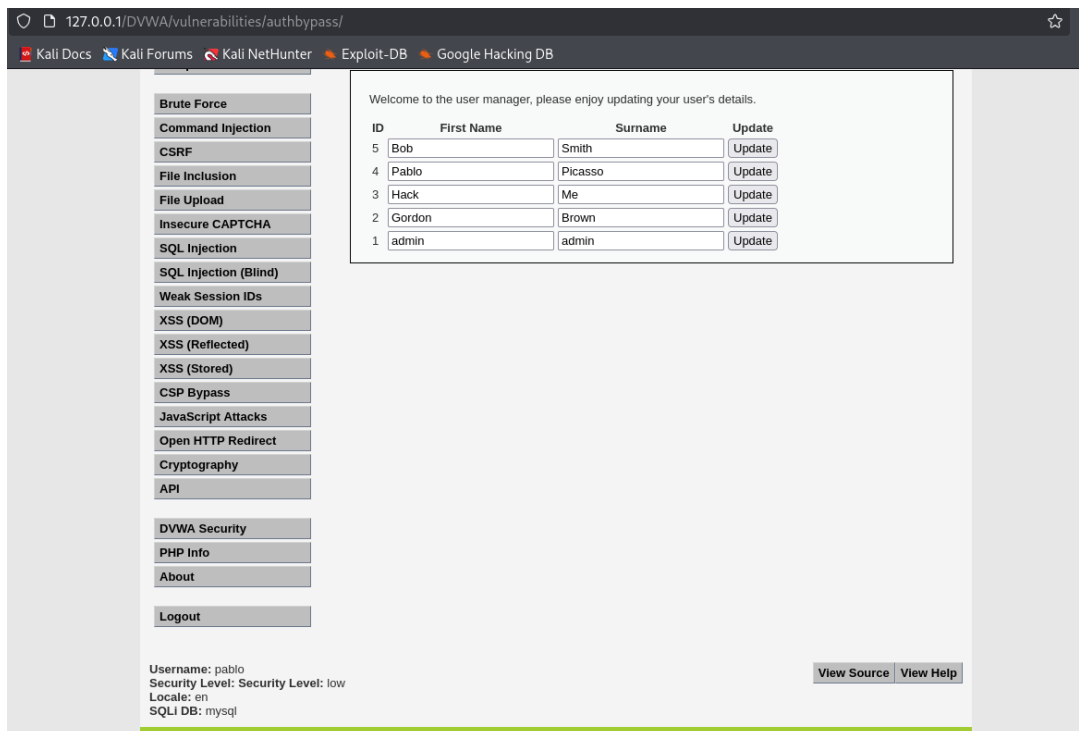 127.0.0.1/DVWA/vulnerabilities/authbypass/
Kali Docs Kali Forums Kali NetHunter Exploit-DB Google Hacking DB
Brute Force
Command Injection
CSRF
File Inclusion
File Upload
Insecure CAPTCHA
SQL Injection
SQL Injection (Blind)
Weak Session IDs
XSS (DOM)
XSS (Reflected)
XSS (Stored)
CSP Bypass
JavaScript Attacks
Open HTTP Redirect
Cryptography
API
DVWA Security
PHP Info
About
Logout
Welcome to the user manager, please enjoy updating your user's details.
ID First Name Surname Update
5 Bob Smith Update
4 Pablo Picasso Update
3 Hack Me Update
2 Gordon Brown Update
1 admin admin Update
Username: pablo
Security Level: Security Level: low
Locale: en
SQLi DB: mysql
View Source View Help